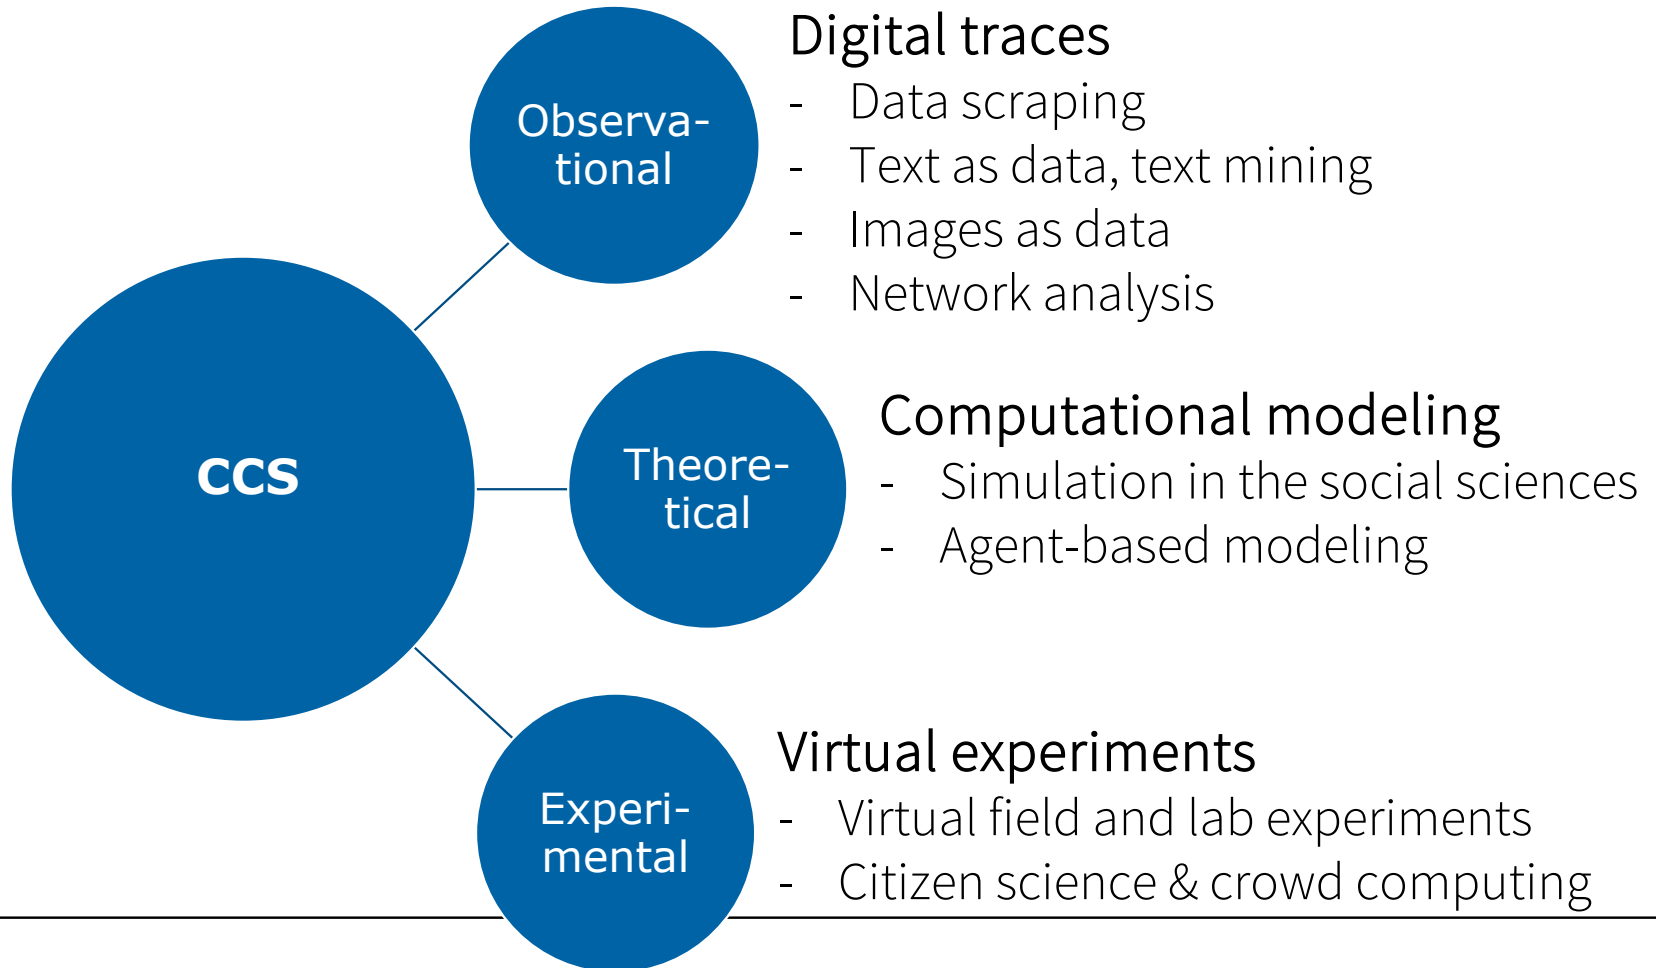 Observa-
tional
Digital traces
- Data scraping
- Text as data, text mining
- Images as data
- Network analysis
CCS
Theore-
tical
Computational modeling
- Simulation in the social sciences
- Agent-based modeling
Experi-
mental
Virtual experiments
- Virtual field and lab experiments
- Citizen science & crowd computing